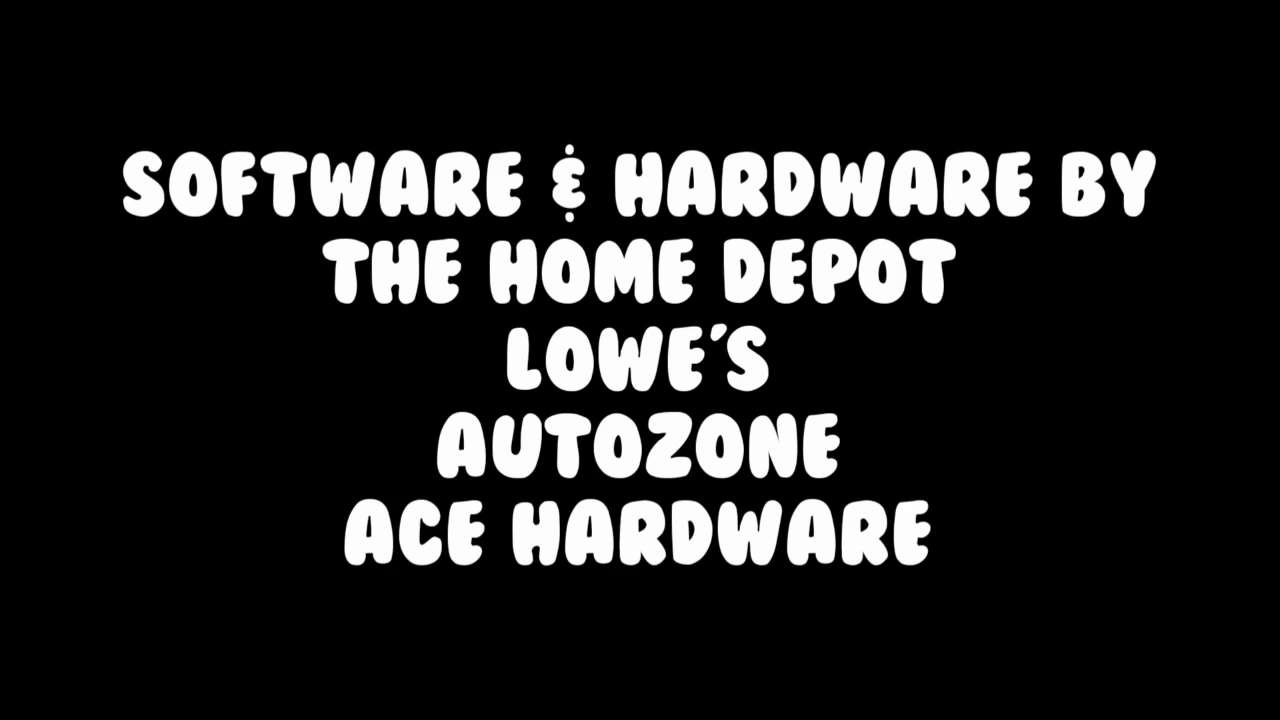 SOFTWARE & HARDWARE BY
THE HOME DEPOT
LOWE'S
AUTOZONE
ACE HARDWARE